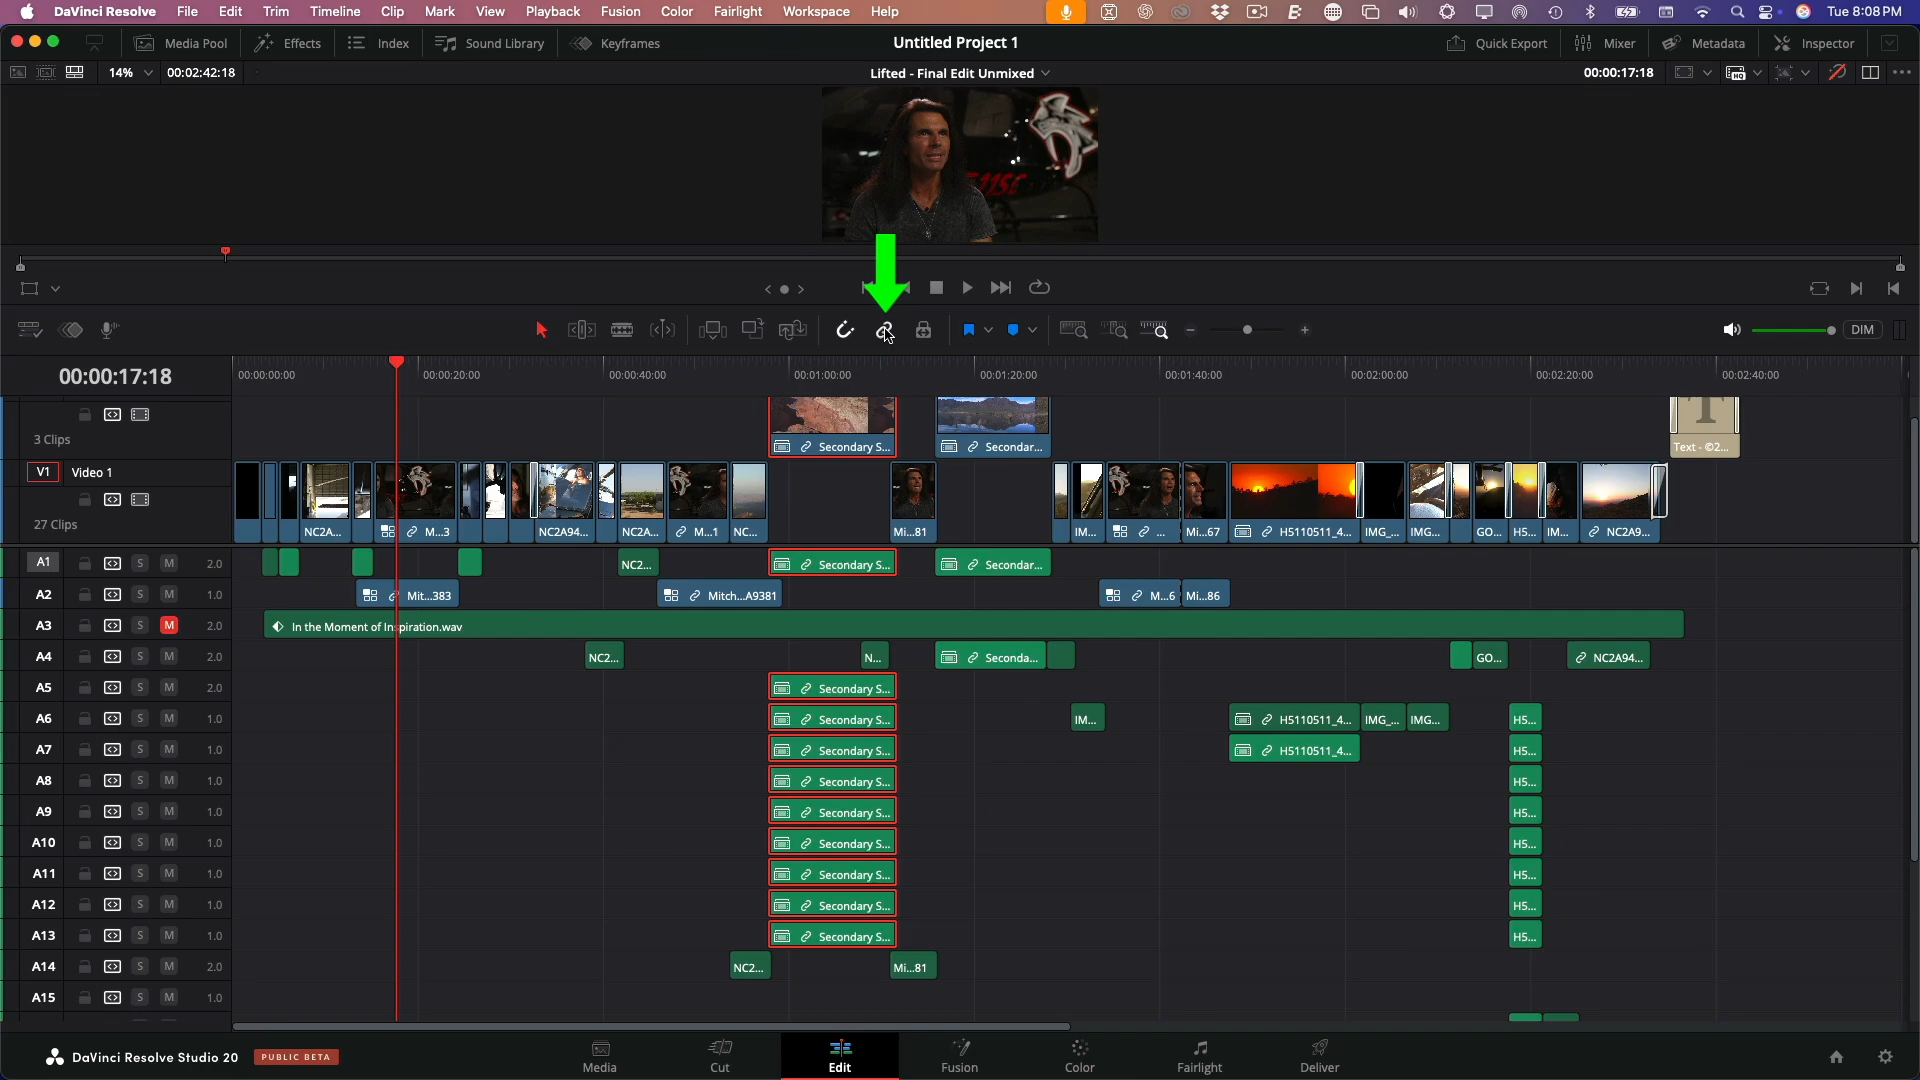 DaVinci Resolve File Edit Trim Timeline Clip Mark View Playback Fusion Color Fairlight Workspace Help Tue 8:08 PM
Media Pool Effects Index Sound Library Keyframes Untitled Project 1 Quick Export Mixer Metadata Inspector
14% 00:02:42:18 Lifted - Final Edit Unmixed 00:00:17:18
DIM
00:00:17:18 00:00:00:00 00:00:20:00 00:00:40:00 00:01:00:00 00:01:20:00 00:01:40:00 00:02:00:00 00:02:20:00 00:02:40:00
3 Clips Secondary S... Secondar... Text - ©2...
V1 Video 1
27 Clips NC2A... M...3 NC2A94... NC2A... M...1 NC... Mi...81 IM... ... Mi...67 H5110511_4... IMG_... IMG... GO... H5... IM... NC2A9...
A1 S M 2.0 NC2... Secondary S... Secondar...
A2 S M 1.0 Mit...383 Mitch...A9381 M...6 Mi...86
A3 S M 2.0 In the Moment of Inspiration.wav
A4 S M 2.0 NC2... N... Seconda... GO... NC2A94...
A5 S M 2.0 Secondary S...
A6 S M 1.0 Secondary S... IM... H5110511_4... IMG_... IMG... H5...
A7 S M 1.0 Secondary S... H5110511_4... H5...
A8 S M 1.0 Secondary S... H5...
A9 S M 1.0 Secondary S... H5...
A10 S M 1.0 Secondary S... H5...
A11 S M 1.0 Secondary S... H5...
A12 S M 1.0 Secondary S... H5...
A13 S M 1.0 Secondary S... H5...
A14 S M 2.0 NC2... Mi...81
A15 S M 1.0
DaVinci Resolve Studio 20 PUBLIC BETA Media Cut Edit Fusion Color Fairlight Deliver